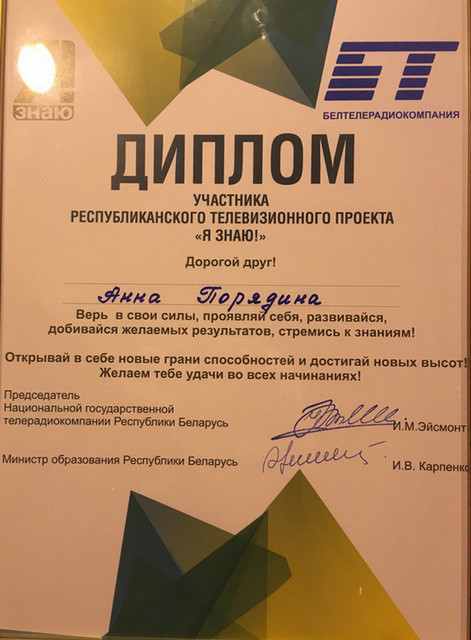 Я
знаю
БТ
БЕЛТЕЛЕРАДИОКОМПАНИЯ
ДИПЛОМ
УЧАСТНИКА
РЕСПУБЛИКАНСКОГО ТЕЛЕВИЗИОННОГО ПРОЕКТА
«Я ЗНАЮ!»
Дорогой друг!
Анна Порядина
Верь в свои силы, проявляй себя, развивайся,
добивайся желаемых результатов, стремись к знаниям!
Открывай в себе новые грани способностей и достигай новых высот!
Желаем тебе удачи во всех начинаниях!
Председатель
Национальной государственной
телерадиокомпании Республики Беларусь
И.М.Эйсмонт
Министр образования Республики Беларусь
И.В. Карпенко